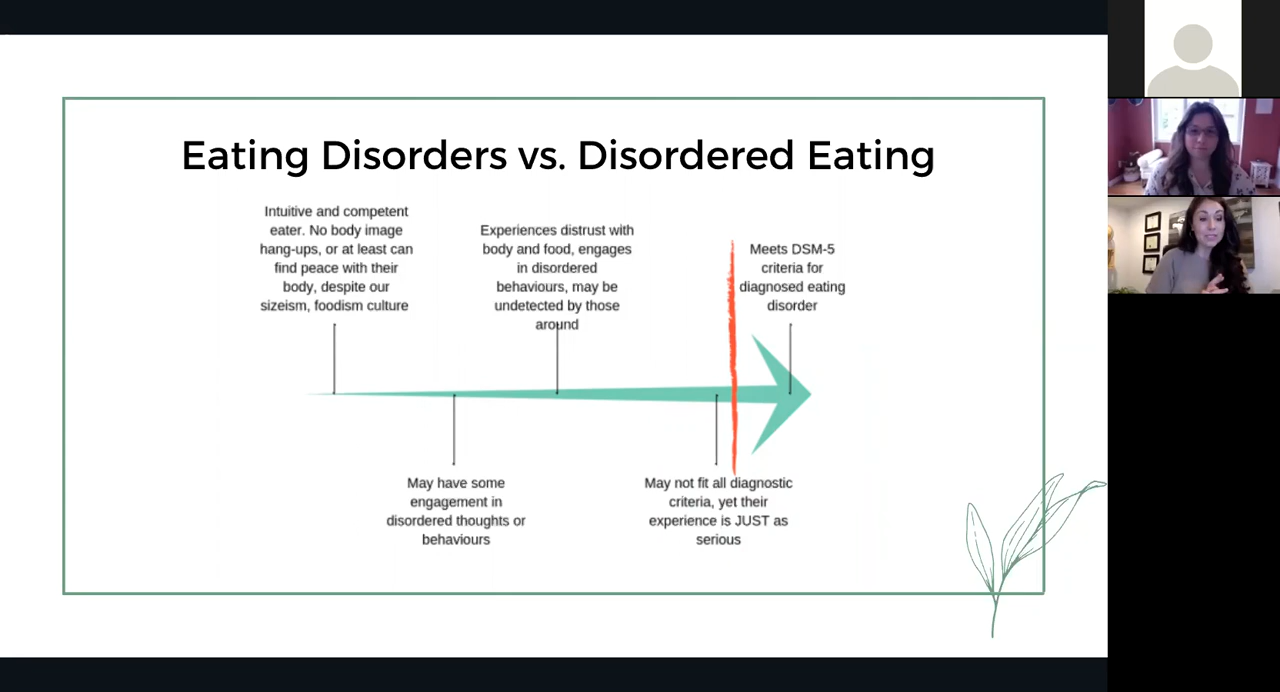 Eating Disorders vs. Disordered Eating
Intuitive and competent
eater. No body image
hang-ups, or at least can
find peace with their
body, despite our
sizeism, foodism culture
Experiences distrust with
body and food, engages
in disordered
behaviours, may be
undetected by those
around
Meets DSM-5
criteria for
diagnosed eating
disorder
May have some
engagement in
disordered thoughts or
behaviours
May not fit all diagnostic
criteria, yet their
experience is JUST as
serious